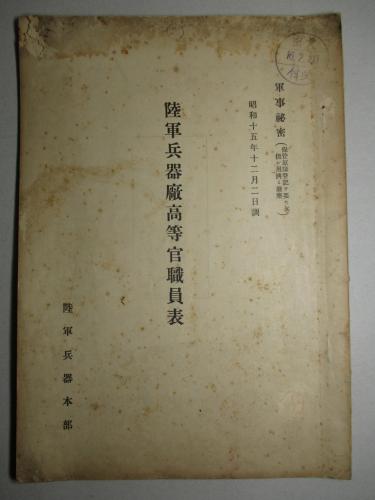 軍事秘密
昭和十五年十二月二日調
陸軍兵器廠高等官職員表
陸軍兵器本部